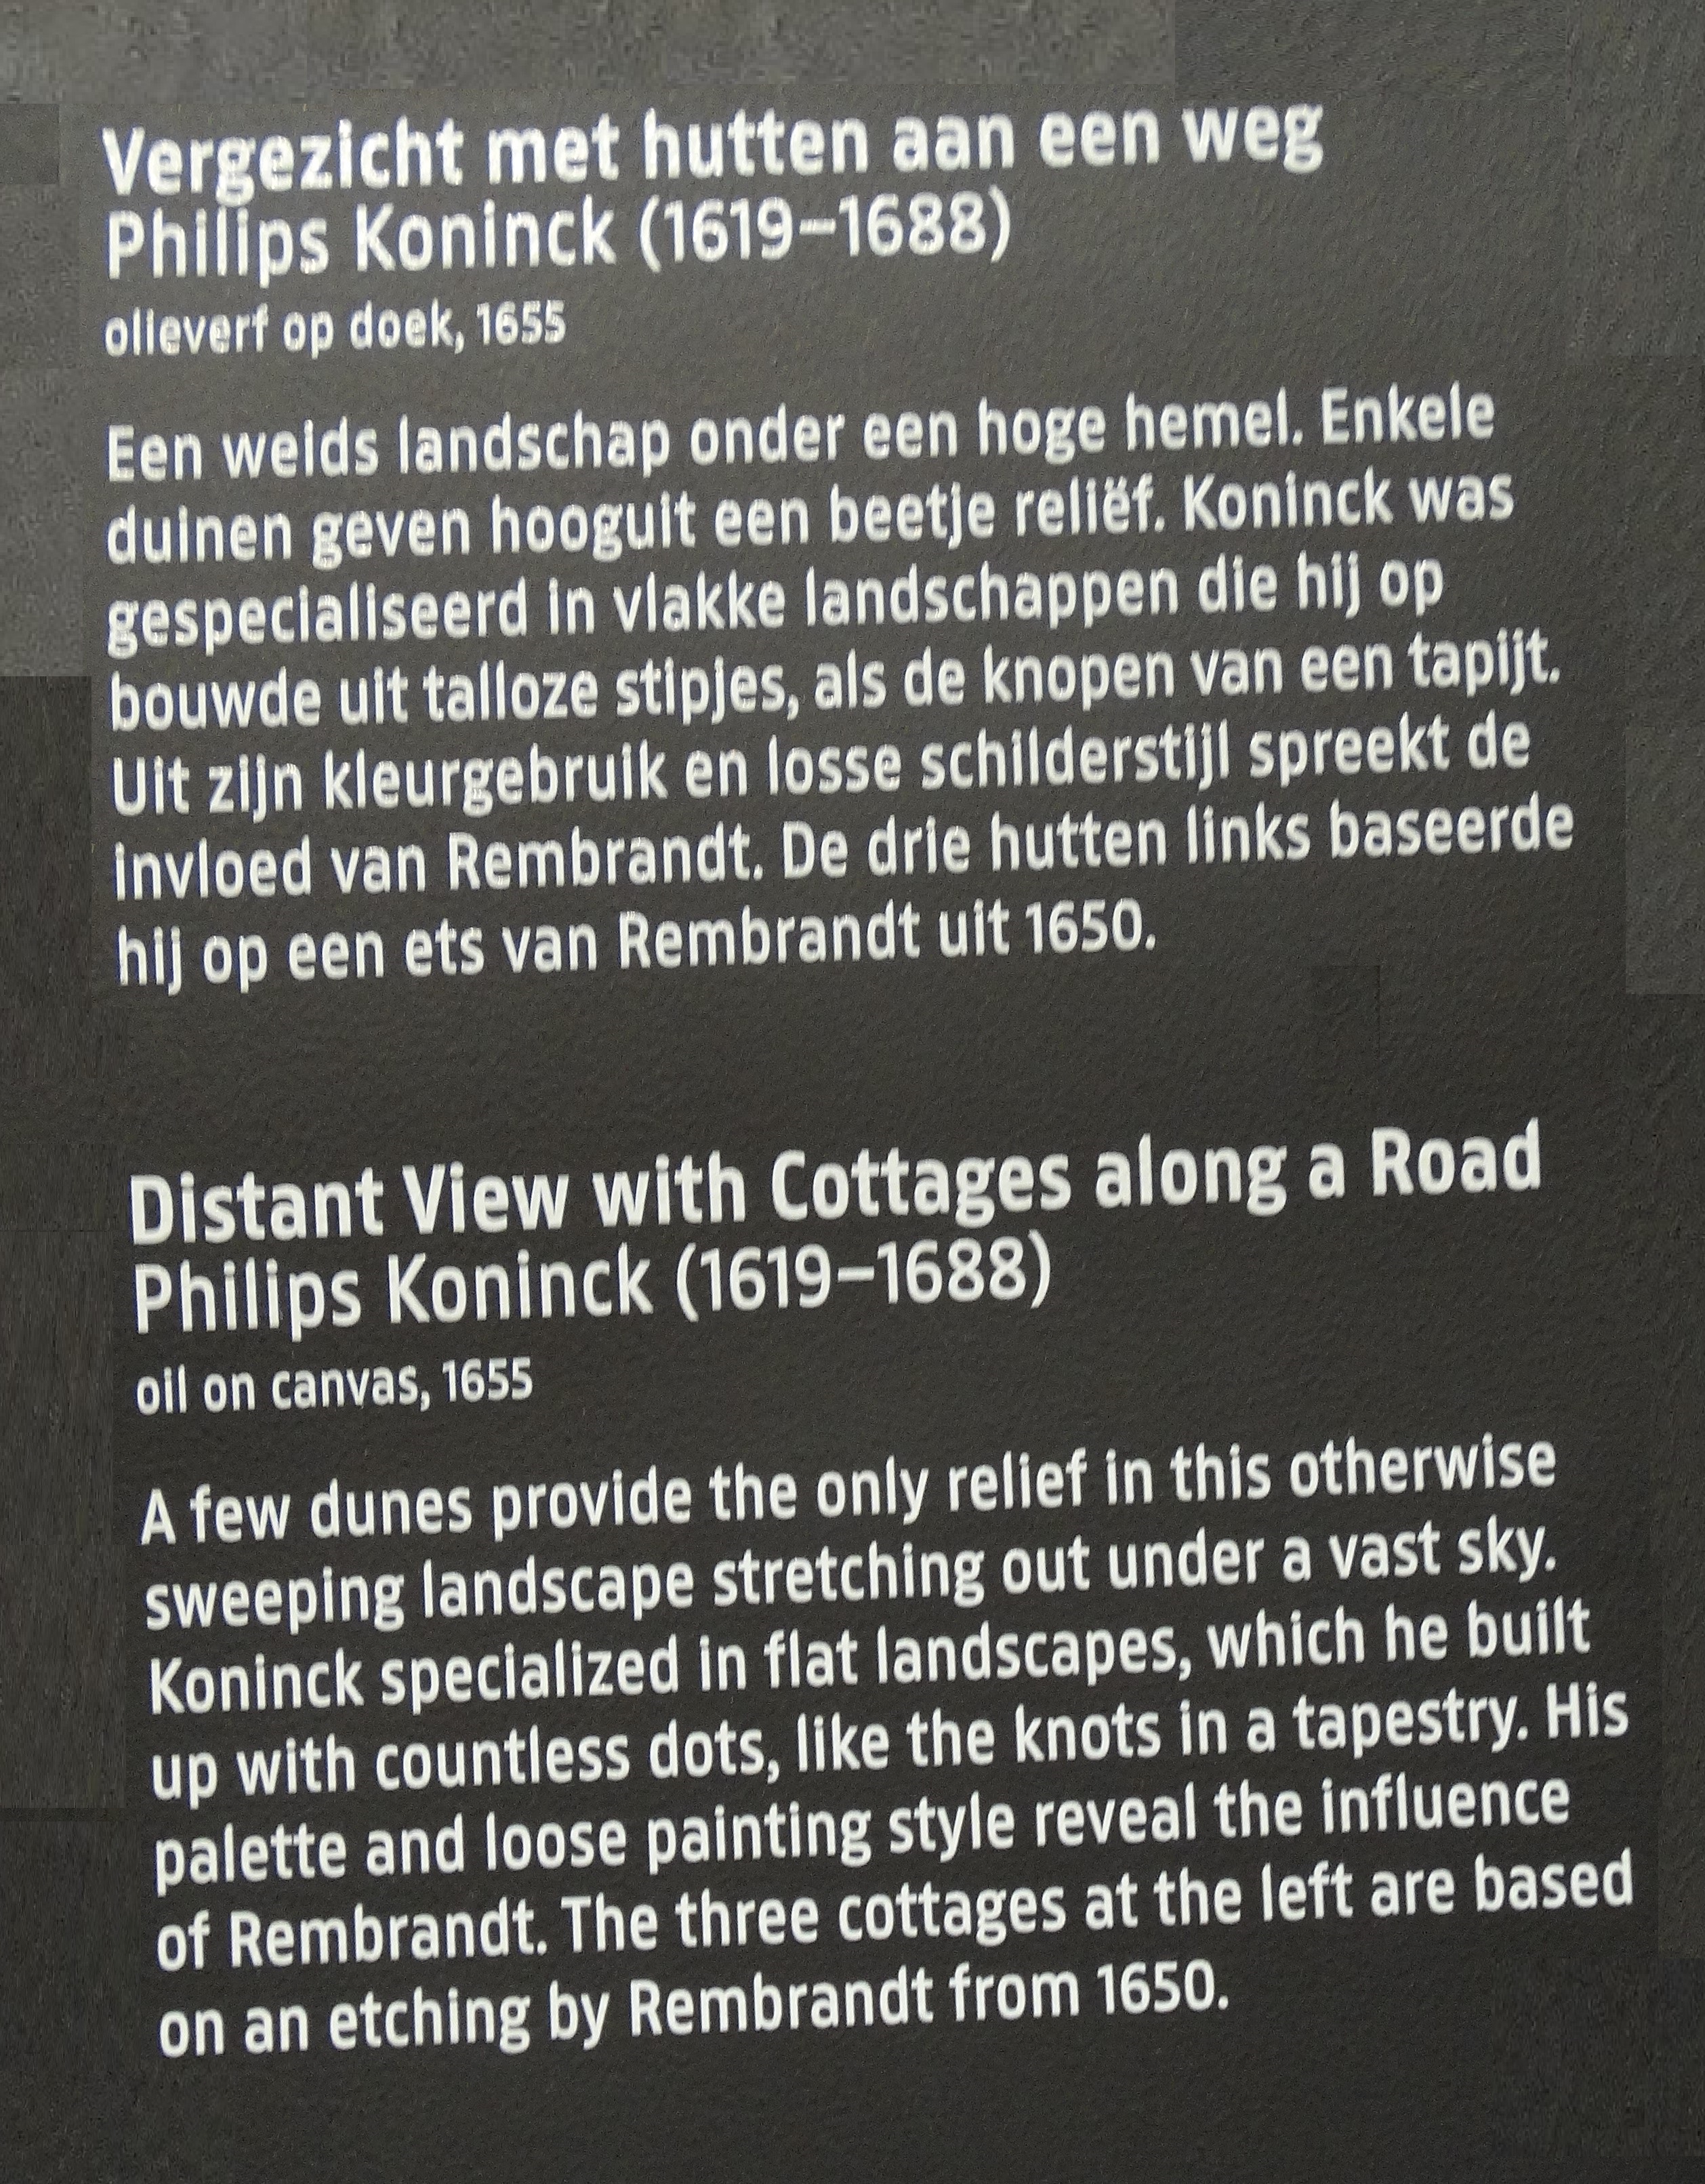 Vergezicht met hutten aan een weg
Philips Koninck (1619–1688)
olieverf op doek, 1655
Een weids landschap onder een hoge hemel. Enkele
duinen geven hooguit een beetje reliëf. Koninck was
gespecialiseerd in vlakke landschappen die hij op
bouwde uit talloze stipjes, als de knopen van een tapijt.
Uit zijn kleurgebruik en losse schilderstijl spreekt de
invloed van Rembrandt. De drie hutten links baseerde
hij op een ets van Rembrandt uit 1650.
Distant View with Cottages along a Road
Philips Koninck (1619–1688)
oil on canvas, 1655
A few dunes provide the only relief in this otherwise
sweeping landscape stretching out under a vast sky.
Koninck specialized in flat landscapes, which he built
up with countless dots, like the knots in a tapestry. His
palette and loose painting style reveal the influence
of Rembrandt. The three cottages at the left are based
on an etching by Rembrandt from 1650.